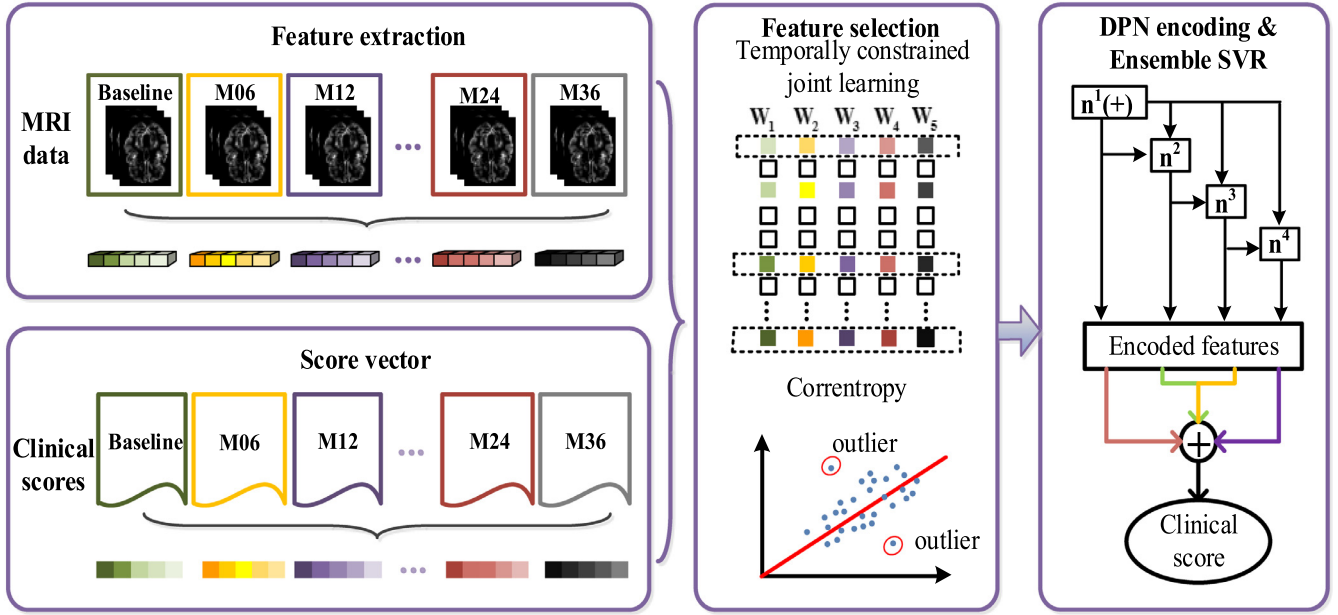 Feature extraction
MRI
data
Baseline
M06
M12
M24
M36
Score vector
Clinical
scores
Baseline
M06
M12
M24
M36
Feature selection
Temporally constrained
joint learning
W1 W2 W3 W4 W5
Correntropy
outlier
outlier
DPN encoding &
Ensemble SVR
n¹(+)
n²
n³
n⁴
Encoded features
+
Clinical
score